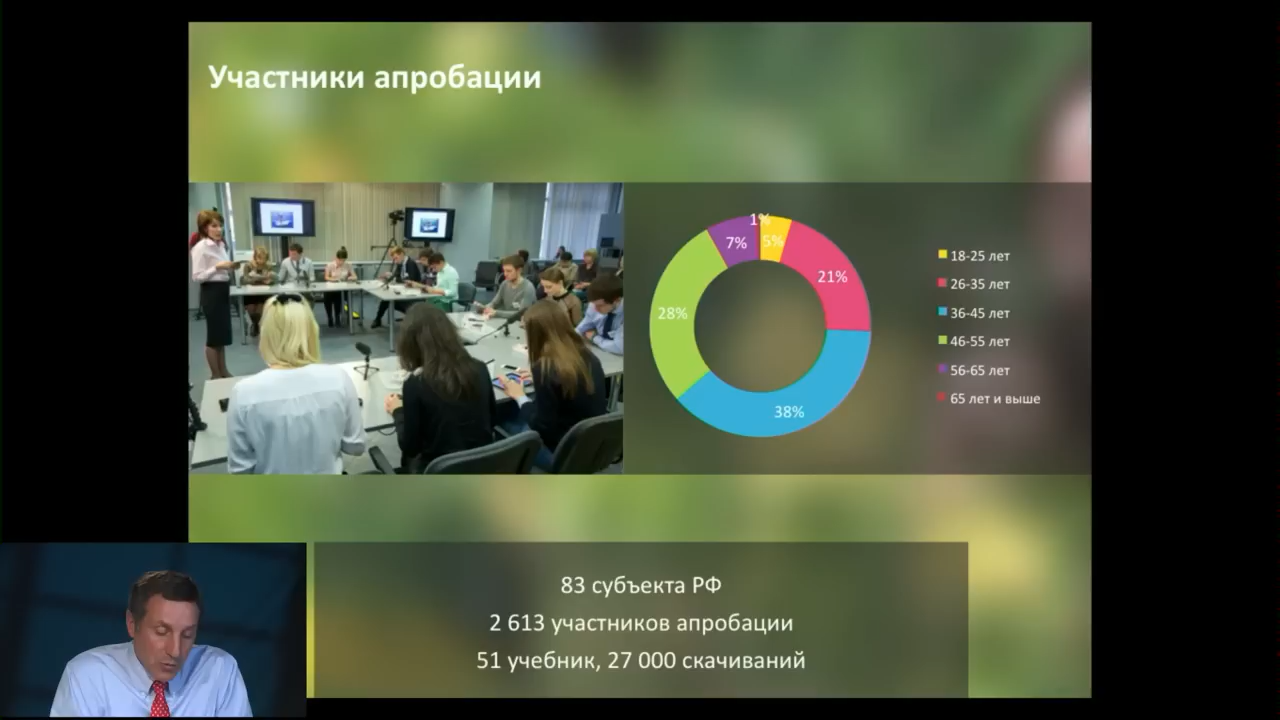 Участники апробации
1%
5%
7%
21%
28%
38%
18-25 лет
26-35 лет
36-45 лет
46-55 лет
56-65 лет
65 лет и выше
83 субъекта РФ
2 613 участников апробации
51 учебник, 27 000 скачиваний